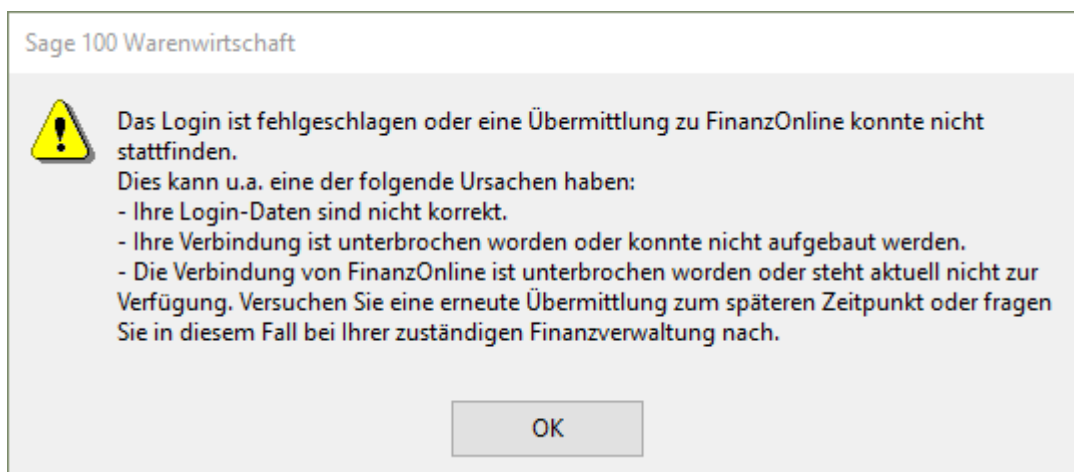 Sage 100 Warenwirtschaft
Das Login ist fehlgeschlagen oder eine Übermittlung zu FinanzOnline konnte nicht
stattfinden.
Dies kann u.a. eine der folgende Ursachen haben:
- Ihre Login-Daten sind nicht korrekt.
- Ihre Verbindung ist unterbrochen worden oder konnte nicht aufgebaut werden.
- Die Verbindung von FinanzOnline ist unterbrochen worden oder steht aktuell nicht zur
Verfügung. Versuchen Sie eine erneute Übermittlung zum späteren Zeitpunkt oder fragen
Sie in diesem Fall bei Ihrer zuständigen Finanzverwaltung nach.
OK